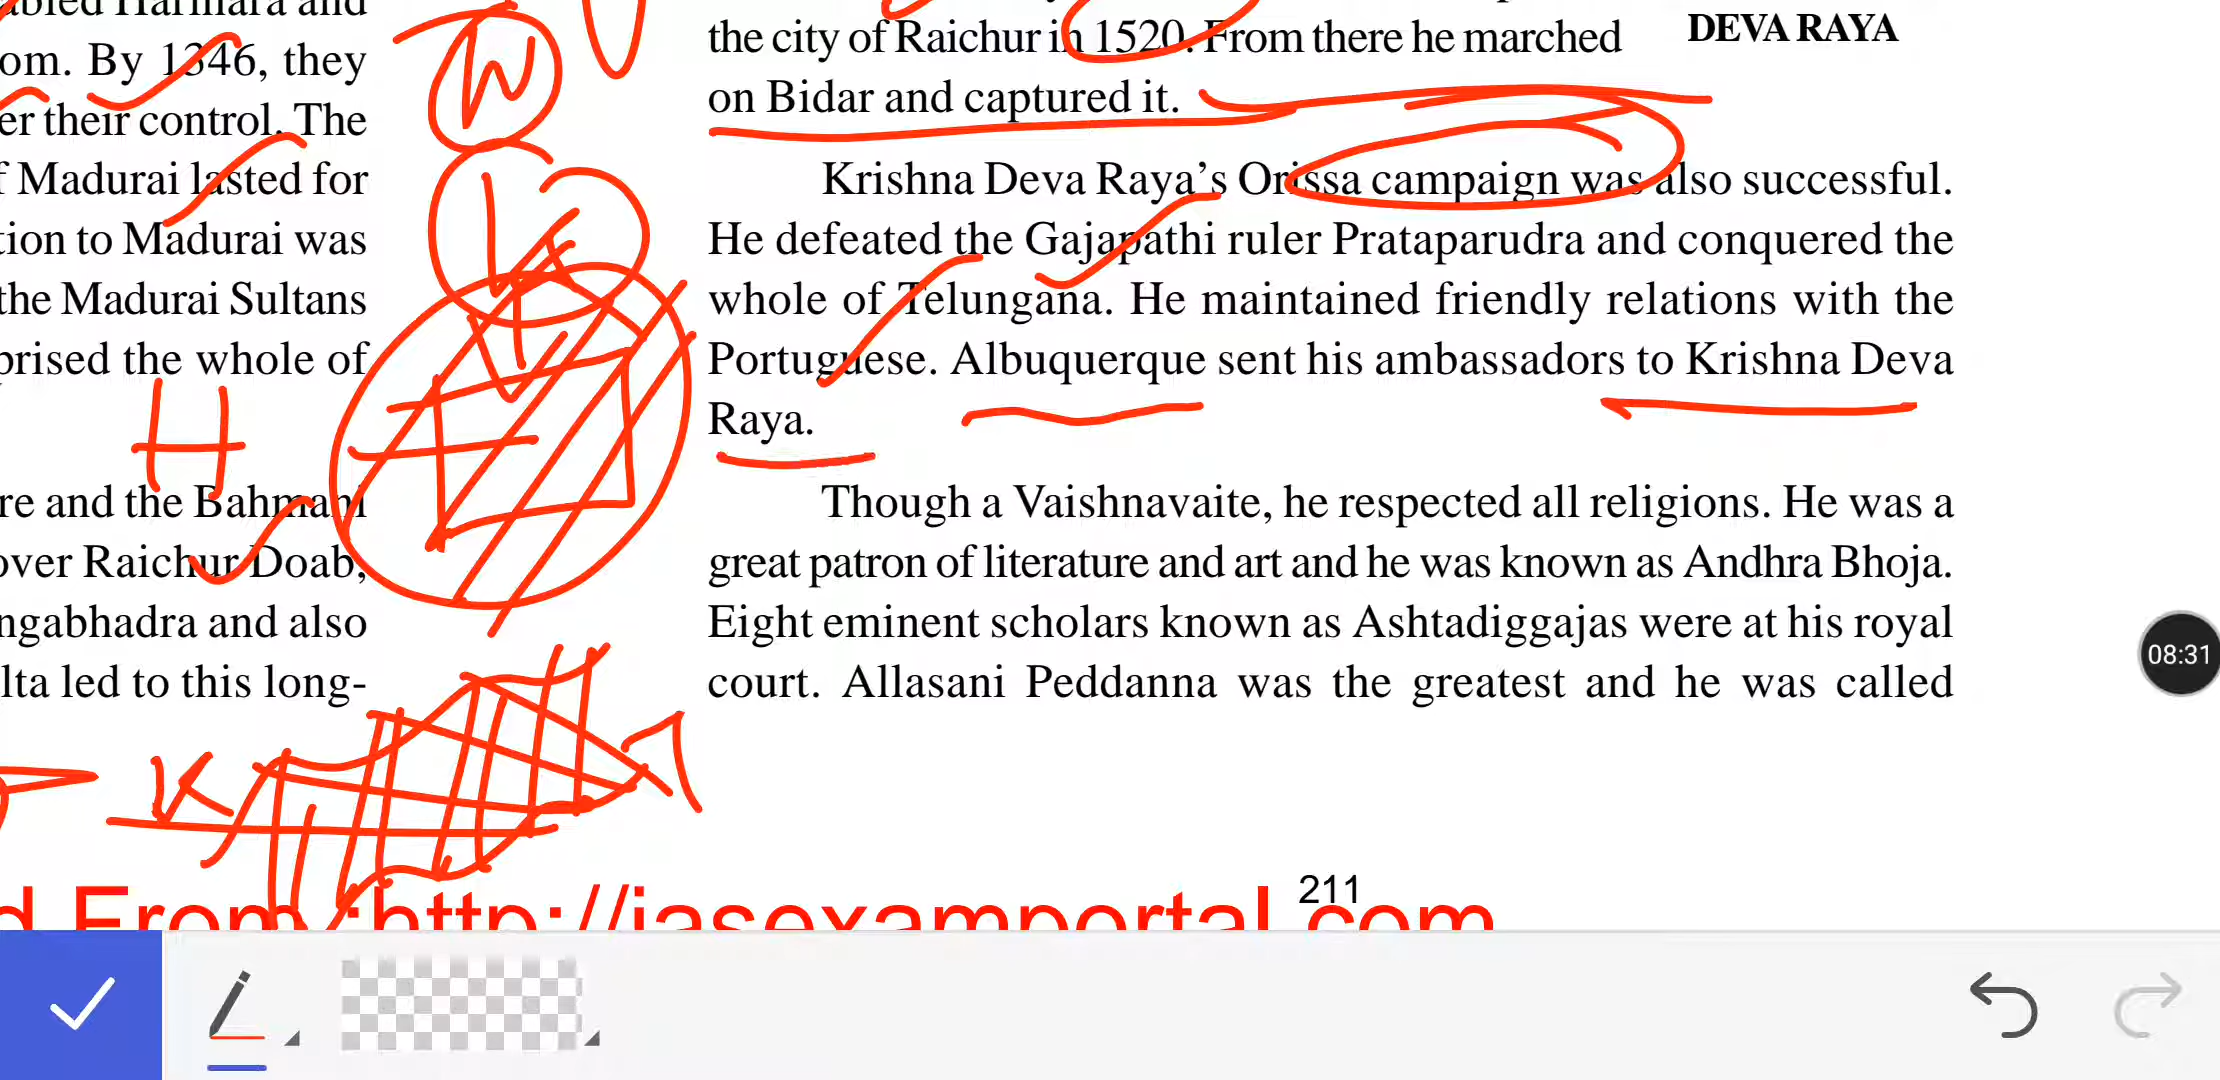 Harihara and
om. By 1346, they
er their control. The
f Madurai lasted for
tion to Madurai was
the Madurai Sultans
prised the whole of
H
re and the Bahmani
over Raichur Doab,
ngabhadra and also
lta led to this long-
K
the city of Raichur in 1520. From there he marched
on Bidar and captured it.
DEVA RAYA
Krishna Deva Raya's Orissa campaign was also successful.
He defeated the Gajapathi ruler Prataparudra and conquered the
whole of Telungana. He maintained friendly relations with the
Portuguese. Albuquerque sent his ambassadors to Krishna Deva
Raya.
Though a Vaishnavaite, he respected all religions. He was a
great patron of literature and art and he was known as Andhra Bhoja.
Eight eminent scholars known as Ashtadiggajas were at his royal
court. Allasani Peddanna was the greatest and he was called
08:31
211
d From :http://iasexamportal.com